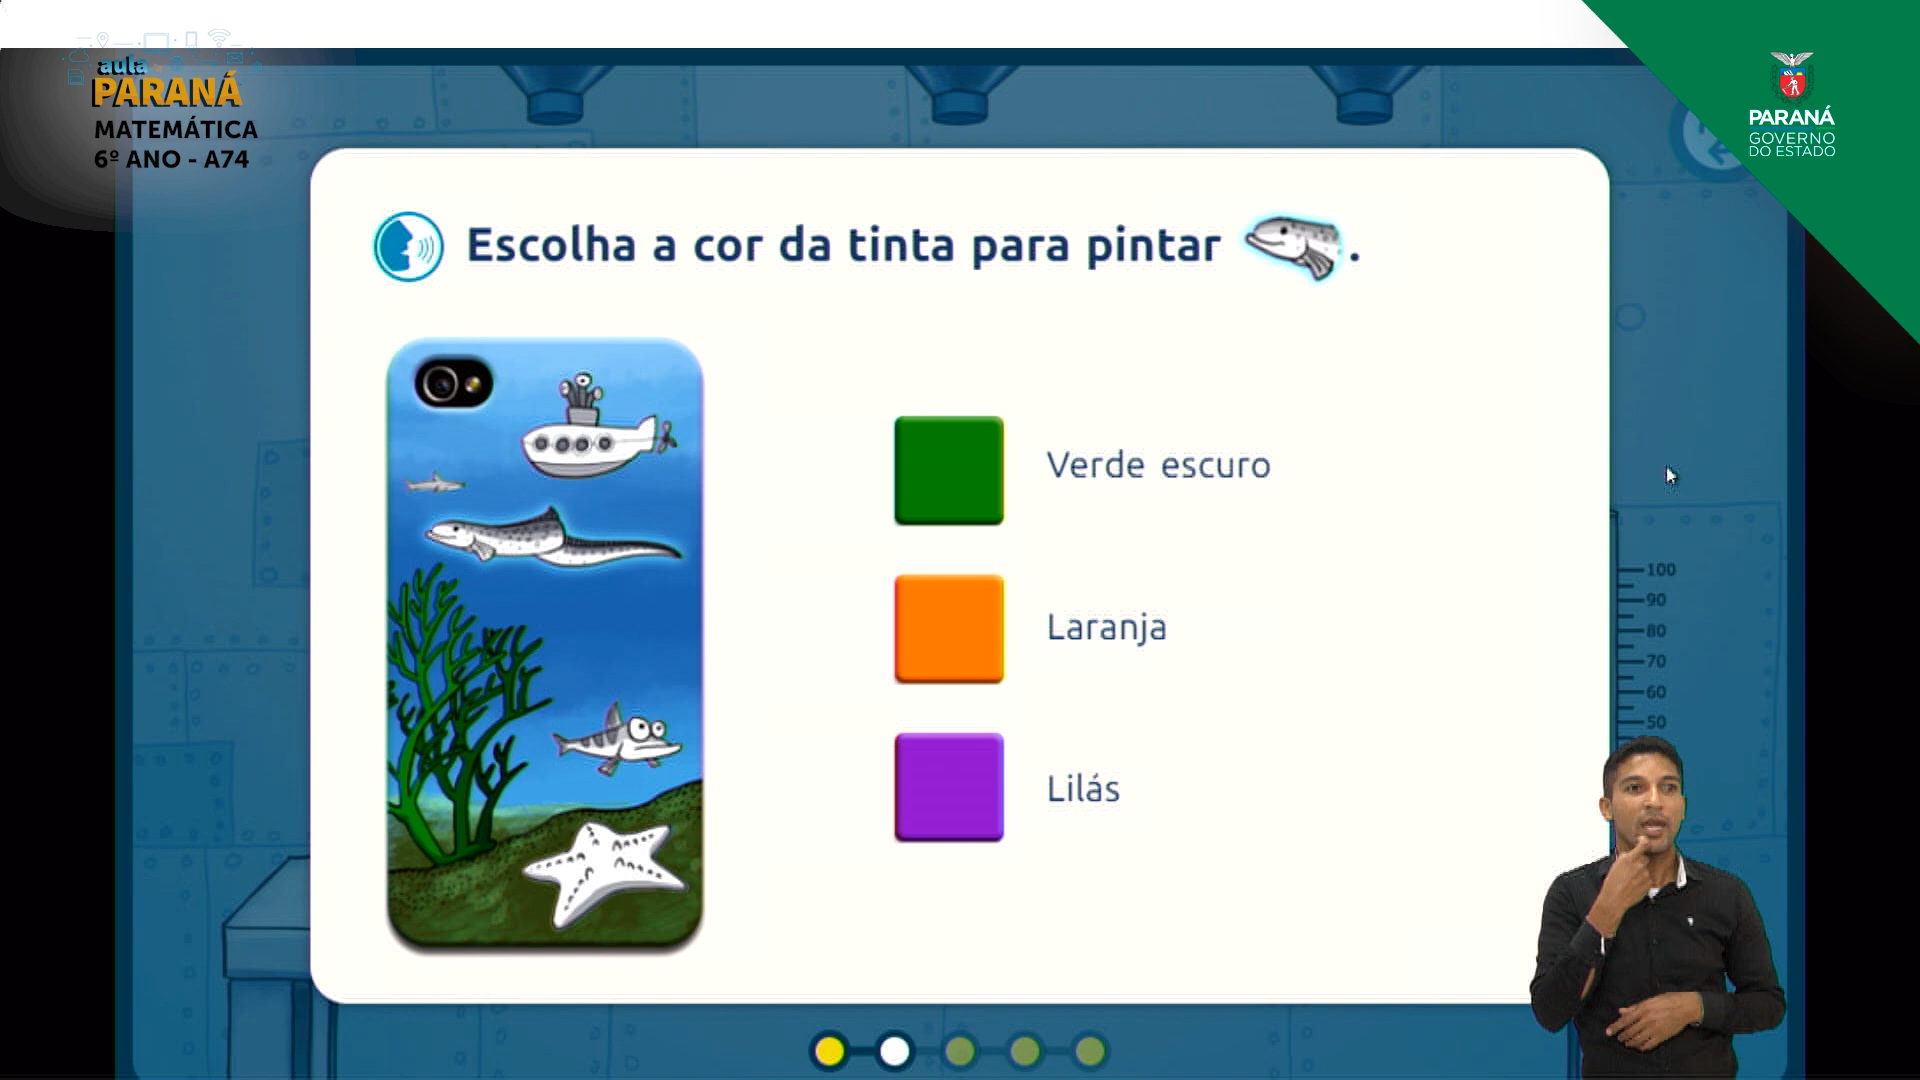 aula
PARANÁ
MATEMÁTICA
6º ANO - A74
PARANÁ
GOVERNO
DO ESTADO
Escolha a cor da tinta para pintar .
Verde escuro
Laranja
Lilás
100
90
80
70
60
50